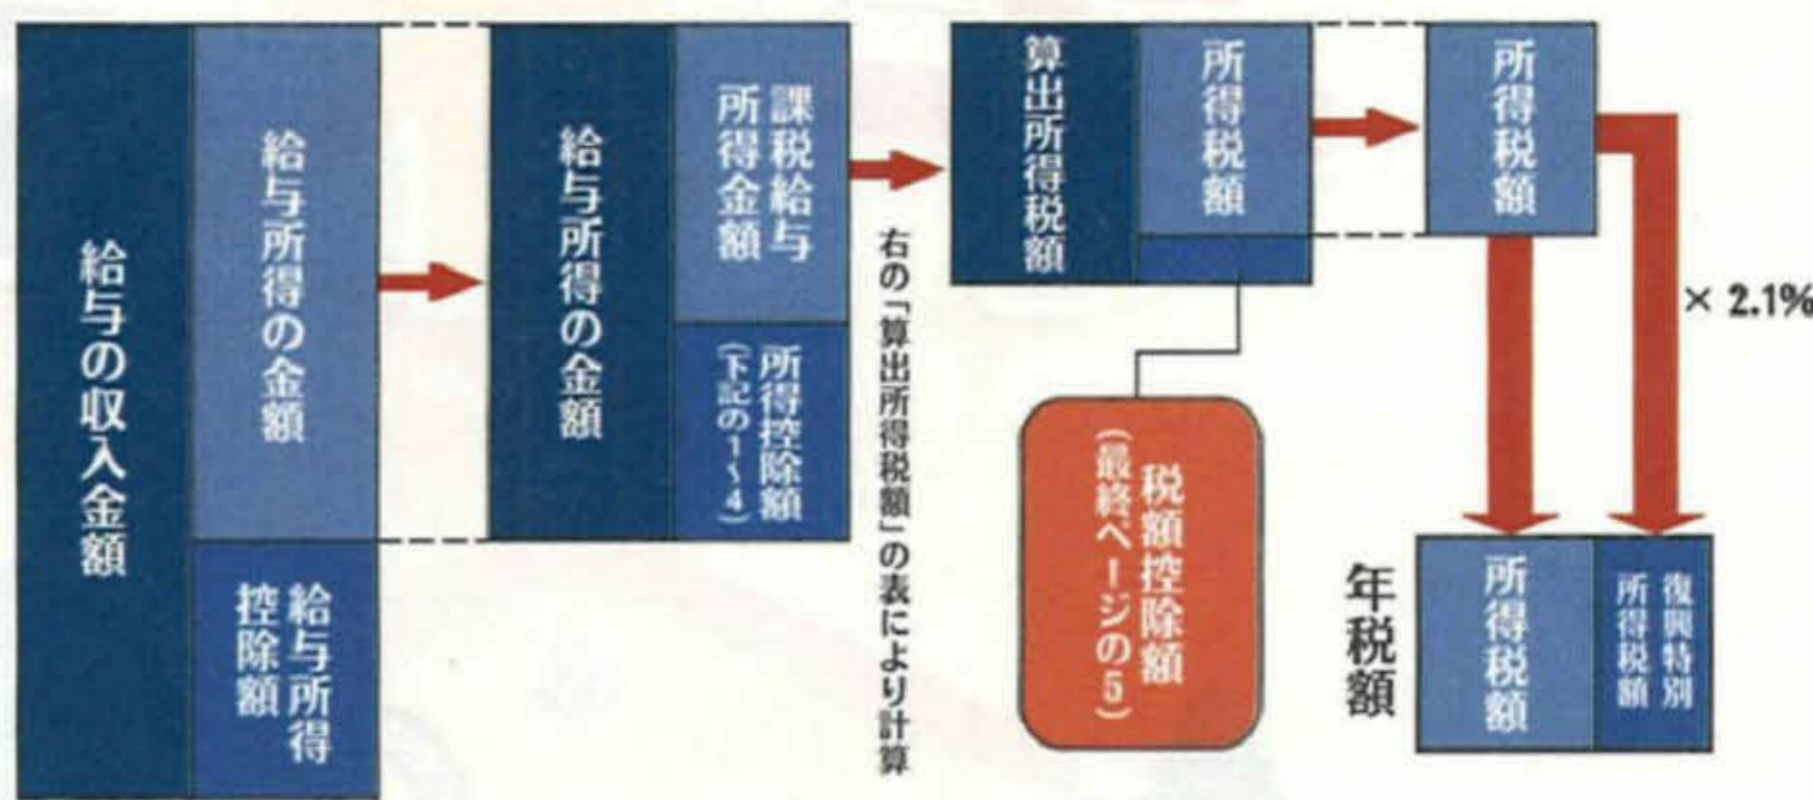 給与の収入金額
給与所得の金額
給与所得
控除額
給与所得の金額
課税給与
所得金額
所得控除額
(下記の1〜4)
右の「算出所得税額」の表により計算
算出所得税額
所得税額
税額控除額
(最終ページの5)
所得税額
× 2.1%
年税額
所得税額
復興特別
所得税額